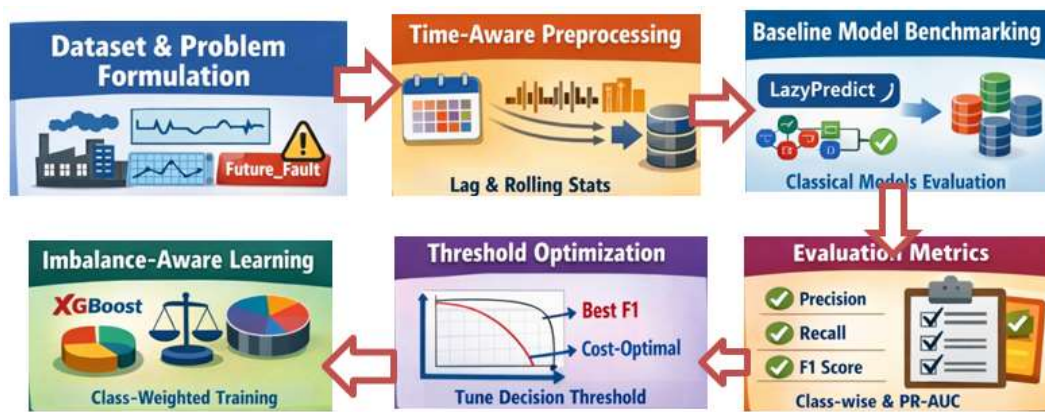 Dataset & Problem
Formulation
Future_Fault
Time-Aware Preprocessing
Lag & Rolling Stats
Baseline Model Benchmarking
LazyPredict
Classical Models Evaluation
Evaluation Metrics
Precision
Recall
F1 Score
Class-wise & PR-AUC
Threshold Optimization
Best F1
Cost-Optimal
Tune Decision Threshold
Imbalance-Aware Learning
XGBoost
Class-Weighted Training